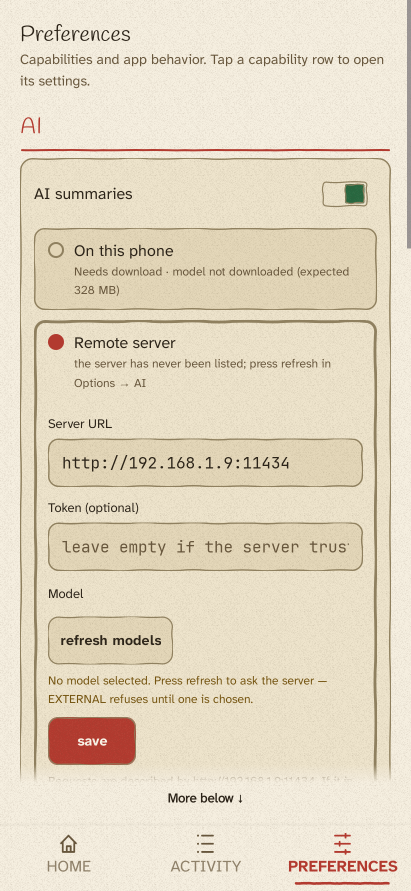 Preferences
Capabilities and app behavior. Tap a capability row to open
its settings.
AI
AI summaries
On this phone
Needs download · model not downloaded (expected
328 MB)
Remote server
the server has never been listed; press refresh in
Options → AI
Server URL
http://192.168.1.9:11434
Token (optional)
leave empty if the server trus
Model
refresh models
No model selected. Press refresh to ask the server —
EXTERNAL refuses until one is chosen.
save
More below ↓
HOME
ACTIVITY
PREFERENCES